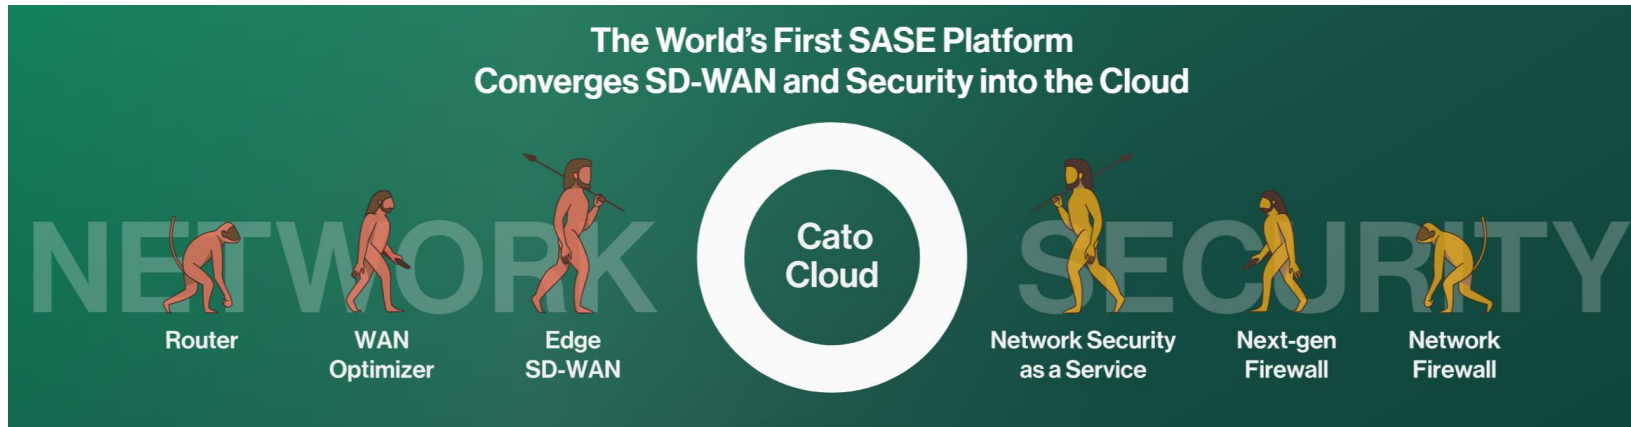 The World's First SASE Platform
Converges SD-WAN and Security into the Cloud
NETWORK
Cato
Cloud
SECURITY
Router
WAN
Optimizer
Edge
SD-WAN
Network Security
as a Service
Next-gen
Firewall
Network
Firewall